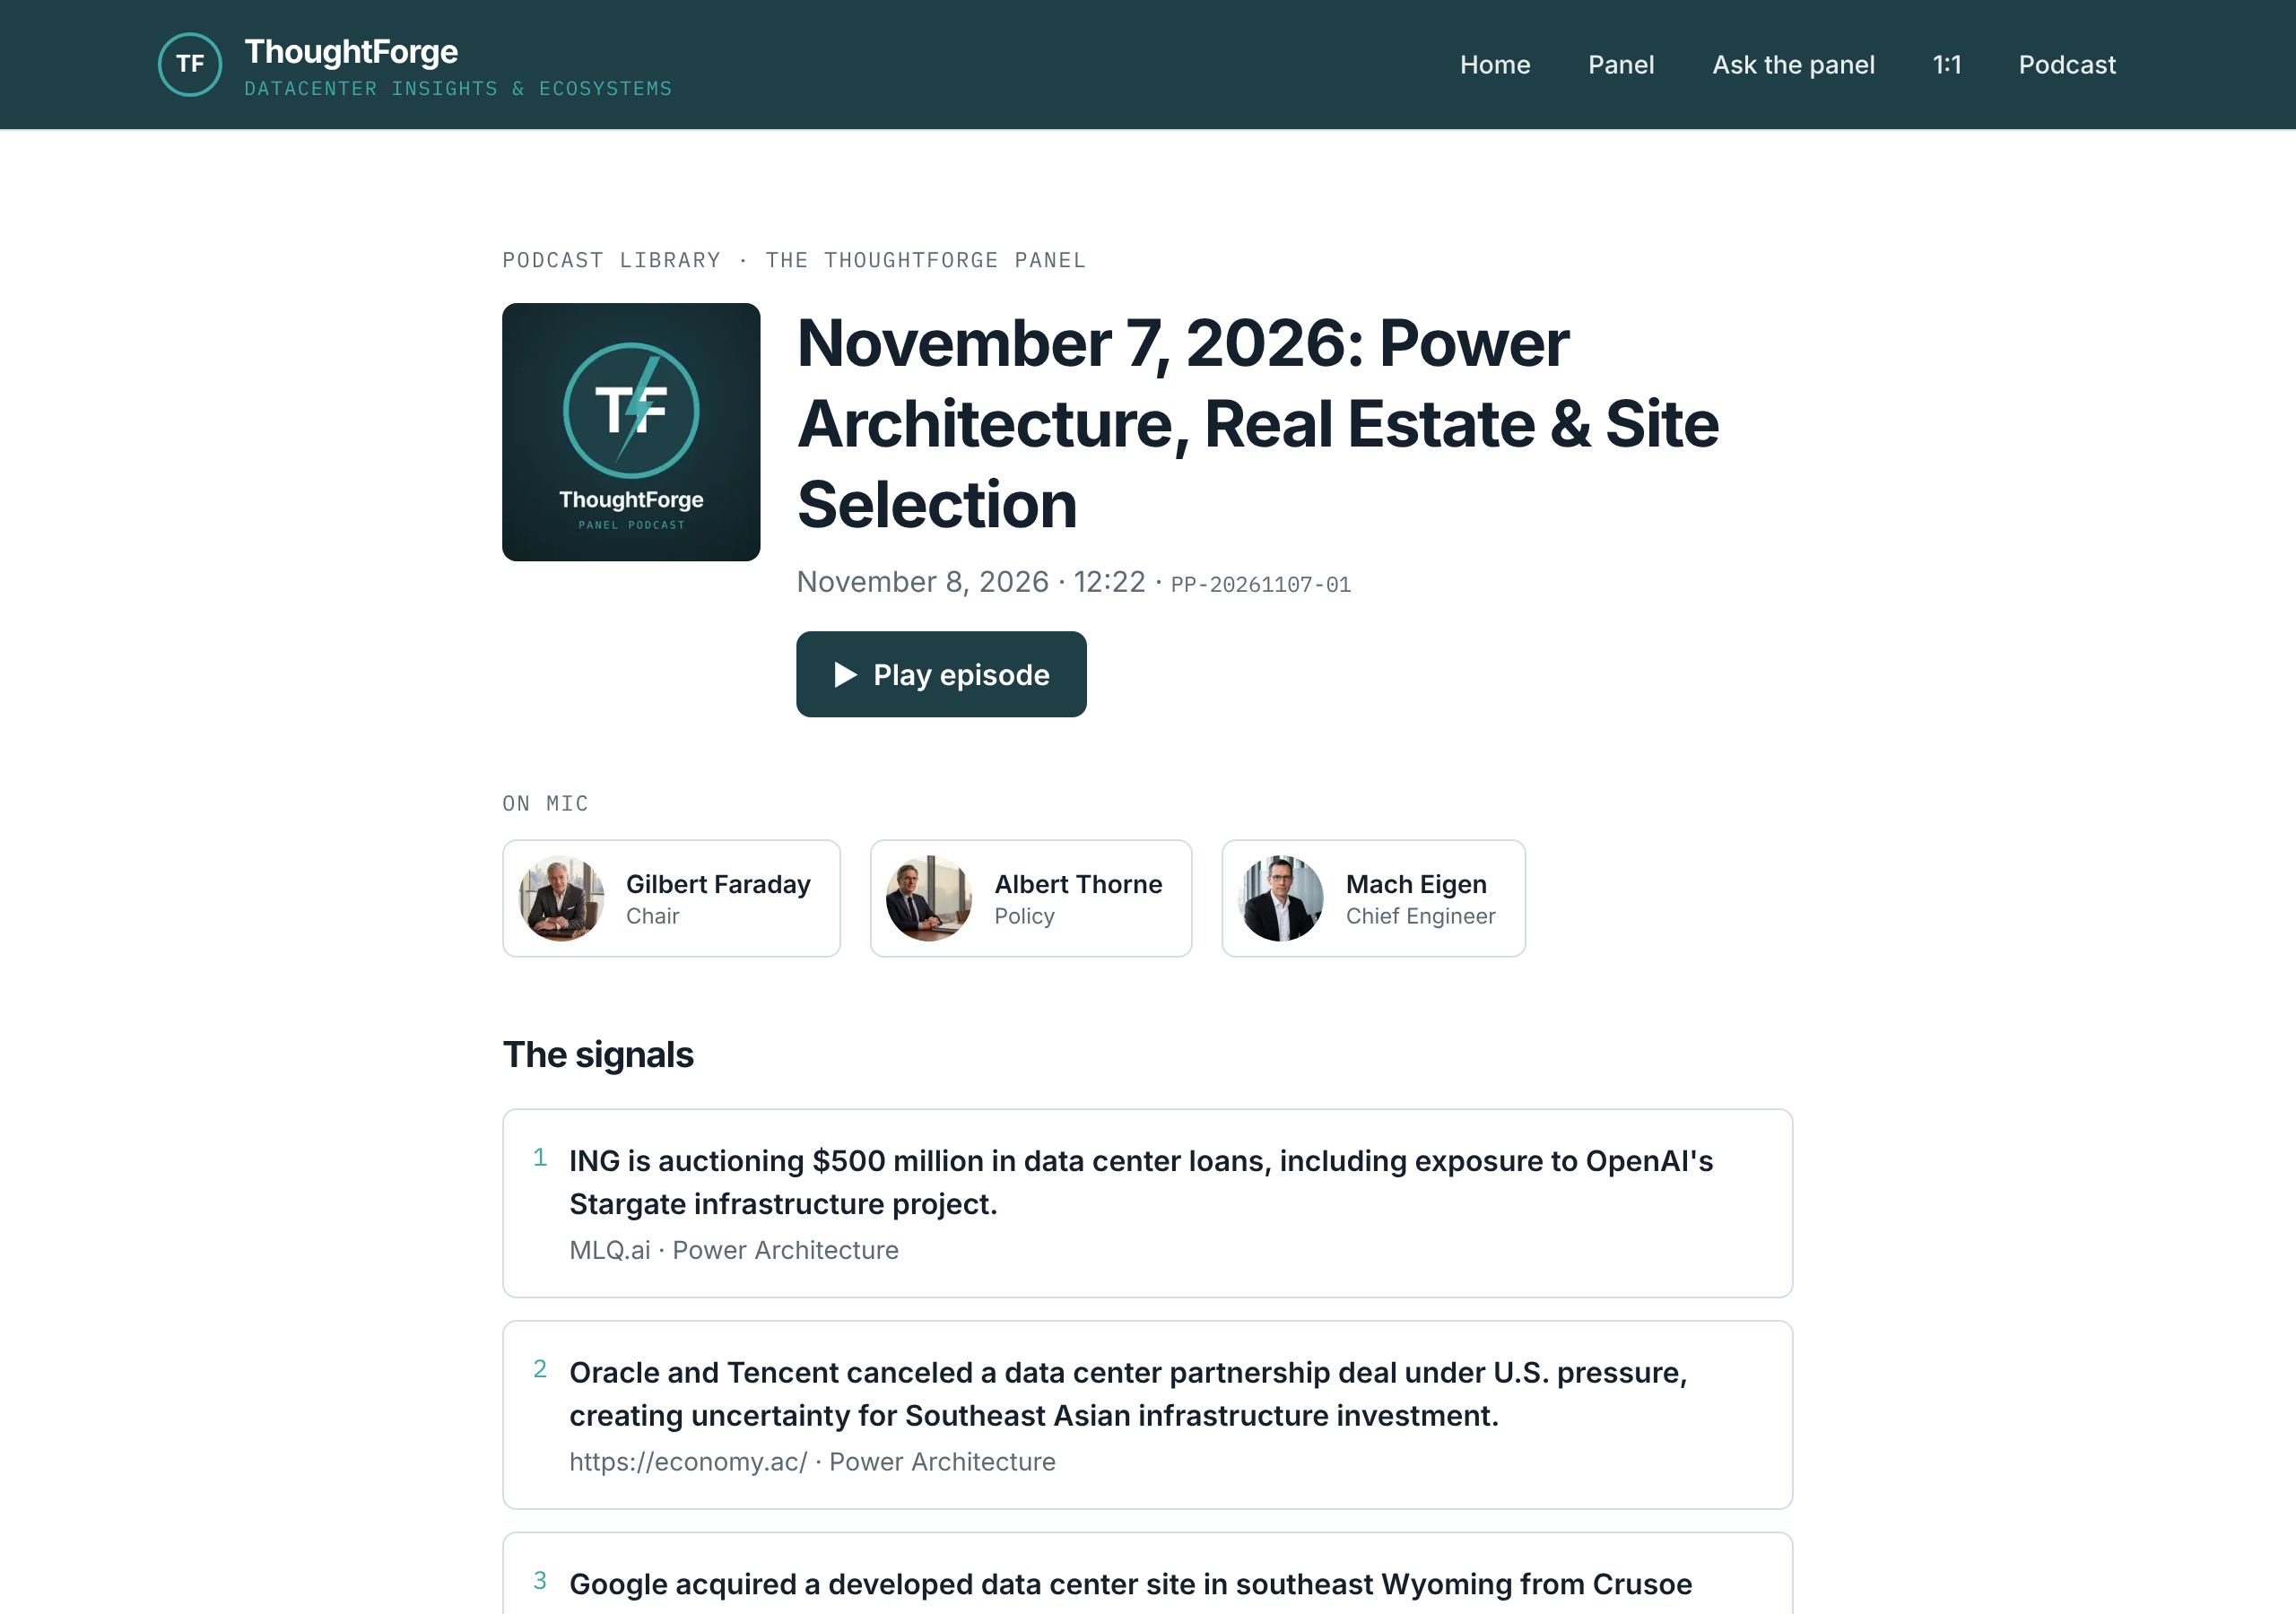 TF
ThoughtForge
DATACENTER INSIGHTS & ECOSYSTEMS
Home
Panel
Ask the panel
1:1
Podcast
PODCAST LIBRARY · THE THOUGHTFORGE PANEL
TF
ThoughtForge
PANEL PODCAST
November 7, 2026: Power
Architecture, Real Estate & Site
Selection
November 8, 2026 · 12:22 · PP-20261107-01
Play episode
ON MIC
Gilbert Faraday
Chair
Albert Thorne
Policy
Mach Eigen
Chief Engineer
The signals
1
ING is auctioning $500 million in data center loans, including exposure to OpenAI's
Stargate infrastructure project.
MLQ.ai · Power Architecture
2
Oracle and Tencent canceled a data center partnership deal under U.S. pressure,
creating uncertainty for Southeast Asian infrastructure investment.
https://economy.ac/ · Power Architecture
3
Google acquired a developed data center site in southeast Wyoming from Crusoe